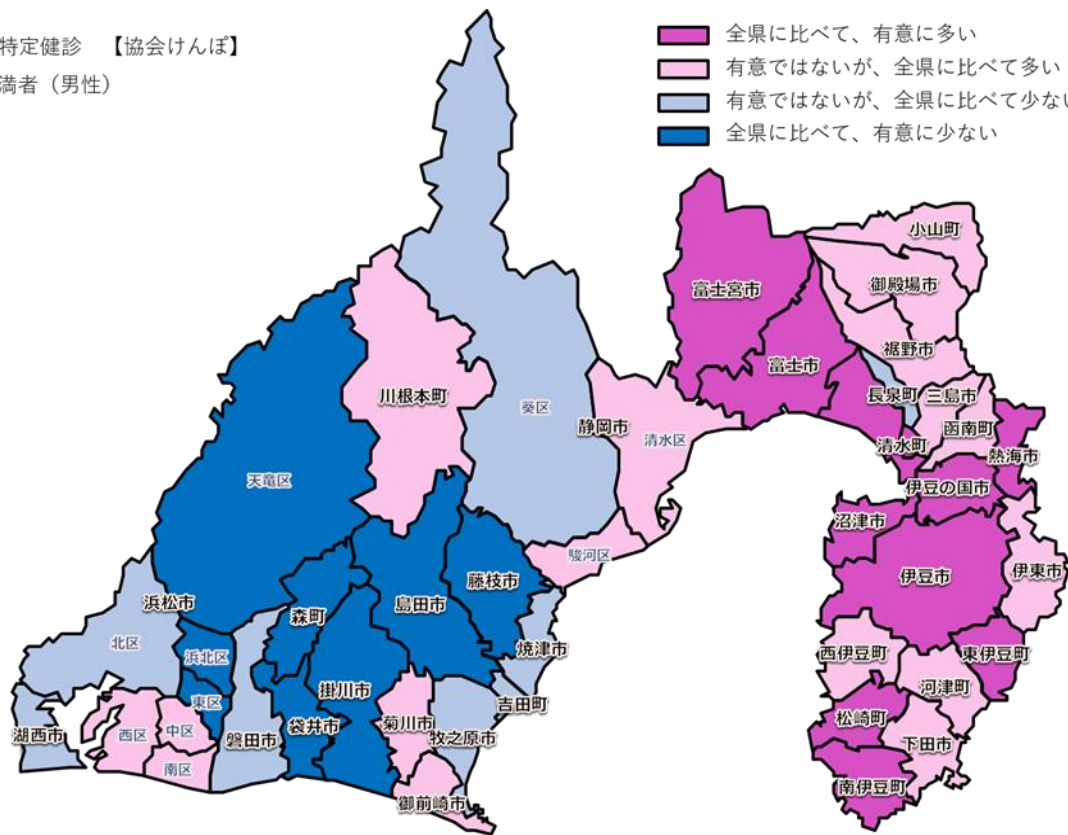 特定健診 【協会けんぽ】
満者（男性）
全県に比べて、有意に多い
有意ではないが、全県に比べて多い
有意ではないが、全県に比べて少ない
全県に比べて、有意に少ない
小山町
御殿場市
富士宮市
裾野市
富士市
長泉町
三島市
川根本町
葵区
静岡市
清水区
清水町
函南町
熱海市
天竜区
伊豆の国市
沼津市
駿河区
藤枝市
伊豆市
伊東市
浜松市
森町
島田市
北区
浜北区
焼津市
西伊豆町
東伊豆町
東区
掛川市
吉田町
河津町
湖西市
西区
中区
磐田市
袋井市
菊川市
牧之原市
松崎町
下田市
南区
御前崎市
南伊豆町